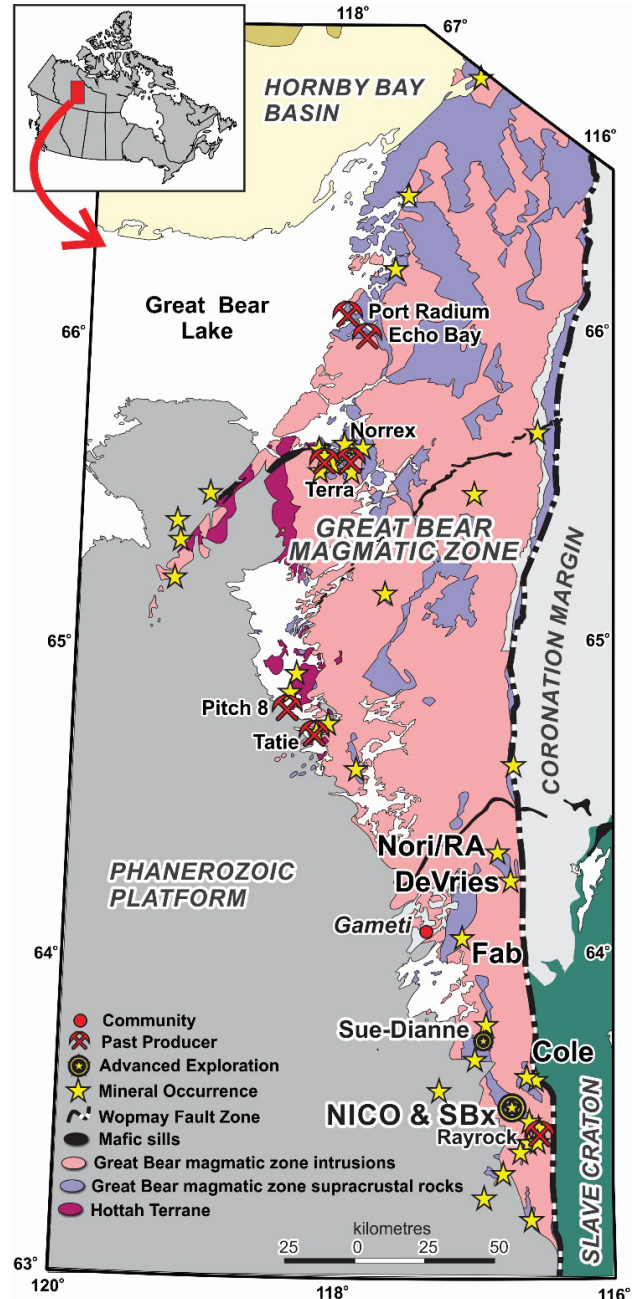 118°
67°
HORNBY BAY
BASIN
116°
Great Bear
Lake
Port Radium
Echo Bay
66°
66°
Norrex
Terra
GREAT BEAR
MAGMATIC ZONE
CORONATION MARGIN
65°
65°
Pitch 8
Tatie
Nori/RA
DeVries
PHANEROZOIC
PLATFORM
Gameti
64°
64°
Fab
Sue-Dianne
Cole
NICO & SBx
Rayrock
SLAVE CRATON
Community
Past Producer
Advanced Exploration
Mineral Occurrence
Wopmay Fault Zone
Mafic sills
Great Bear magmatic zone intrusions
Great Bear magmatic zone supracrustal rocks
Hottah Terrane
kilometres
25 0 25 50
63°
120°
118°
116°